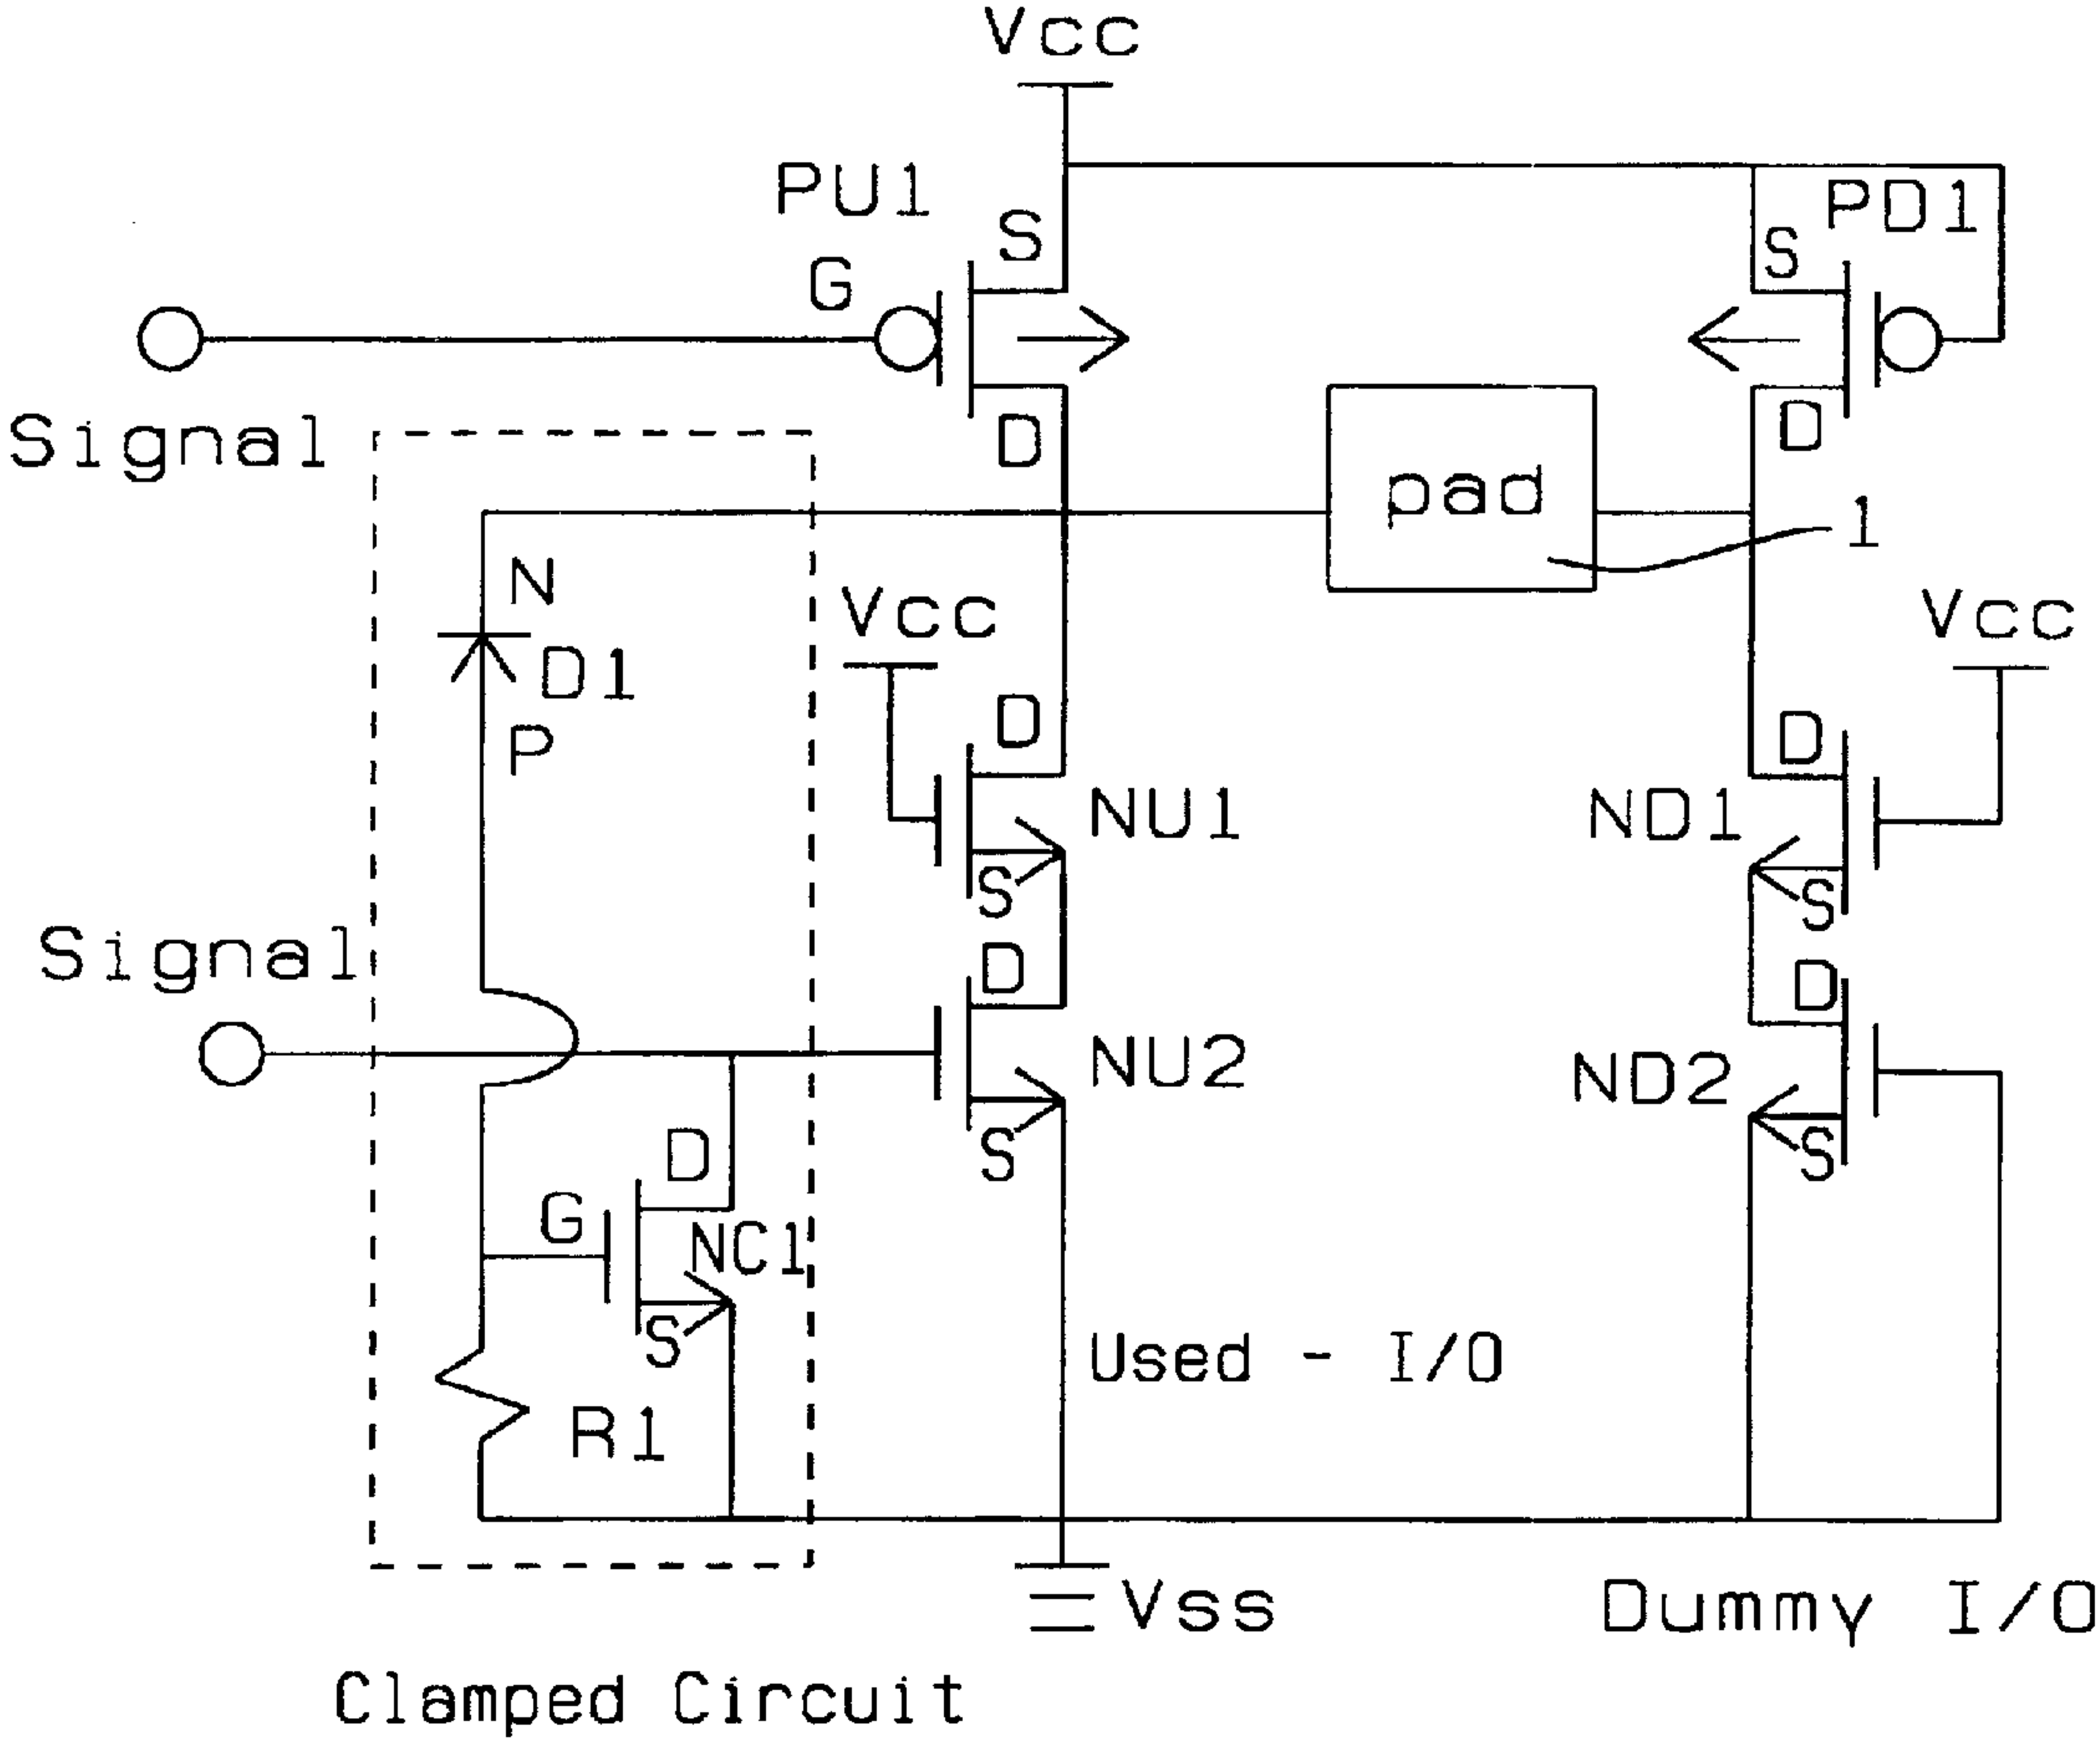 Vcc
PU1
PD1
S
S
G
Signal
D
D
pad
1
N
Vcc
Vcc
D1
D
D
P
NU1
ND1
S
S
Signal
D
D
NU2
ND2
D
S
S
G
NC1
S
Used - I/O
R1
Vss
Dummy I/O
Clamped Circuit